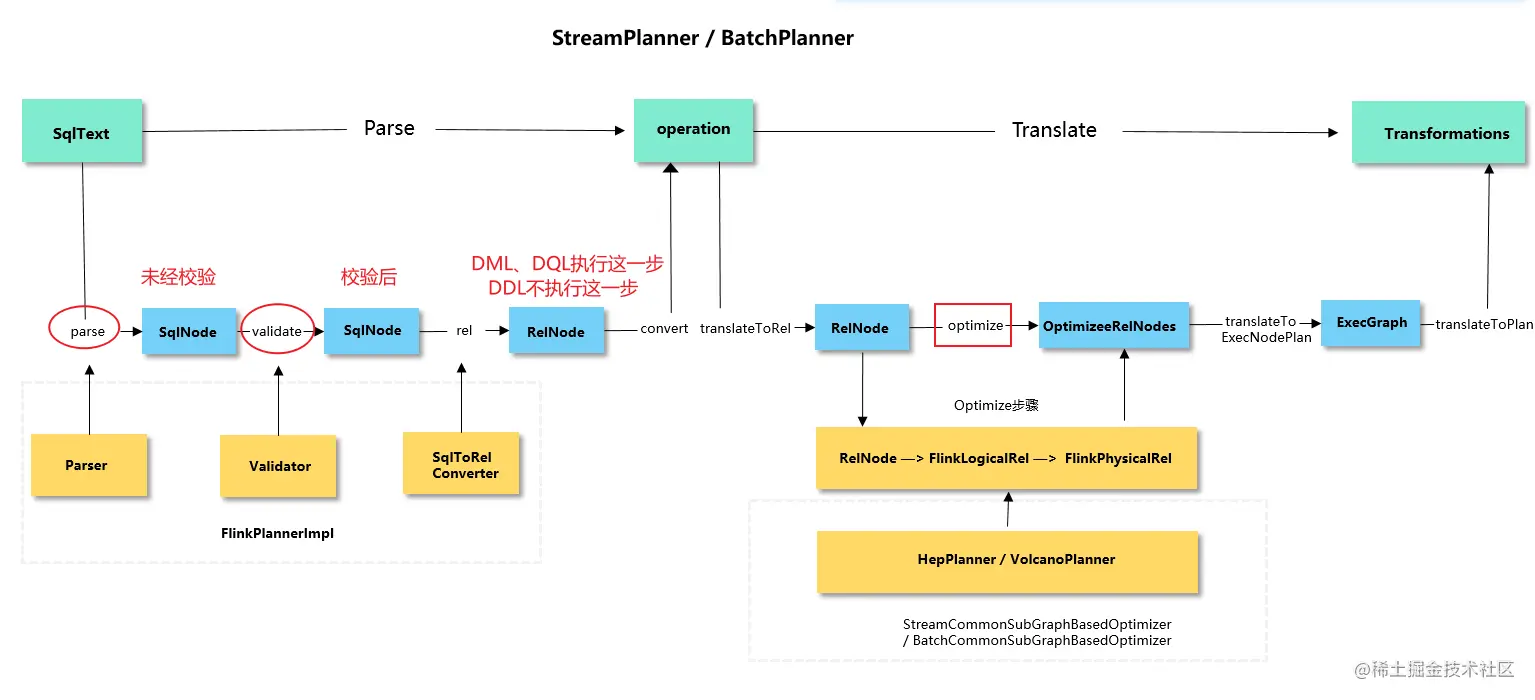 StreamPlanner / BatchPlanner
SqlText
Parse
operation
Translate
Transformations
未经校验
校验后
DML、DQL执行这一步
DDL不执行这一步
parse
SqlNode
validate
SqlNode
rel
RelNode
convert
translateToRel
RelNode
optimize
OptimizeeRelNodes
translateTo
ExecNodePlan
ExecGraph
translateToPlan
Optimize步骤
Parser
Validator
SqlToRel
Converter
FlinkPlannerImpl
RelNode —> FlinkLogicalRel —> FlinkPhysicalRel
HepPlanner / VolcanoPlanner
StreamCommonSubGraphBasedOptimizer
/ BatchCommonSubGraphBasedOptimizer
@稀土掘金技术社区